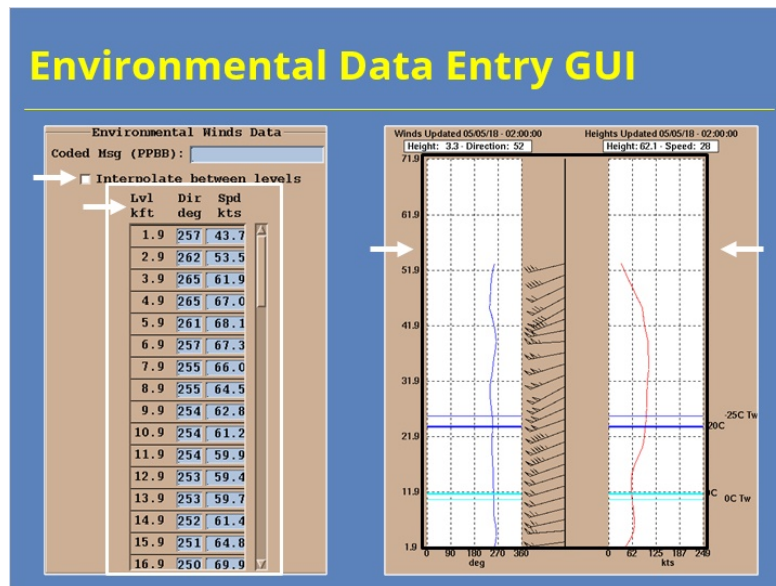 Environmental Data Entry GUI
Environmental Winds Data
Coded Msg (PPBB):
Interpolate between levels
Lvl Dir Spd
kft deg kts
1.9 257 43.7
2.9 262 53.5
3.9 265 61.9
4.9 265 67.0
5.9 261 68.1
6.9 257 67.3
7.9 255 66.0
8.9 255 64.5
9.9 254 62.8
10.9 254 61.2
11.9 254 59.9
12.9 253 59.4
13.9 253 59.7
14.9 252 61.4
15.9 251 64.8
16.9 250 69.9
Winds Updated 05/05/18 - 02:00:00 Heights Updated 05/05/18 - 02:00:00
Height: 3.3 - Direction: 52 Height: 62.1 - Speed: 28
71.9
61.9
51.9
41.9
31.9
-25C Tw
20C
21.9
11.9
0C
0C Tw
1.9
0 90 180 270 360 0 62 125 187 249
deg kts